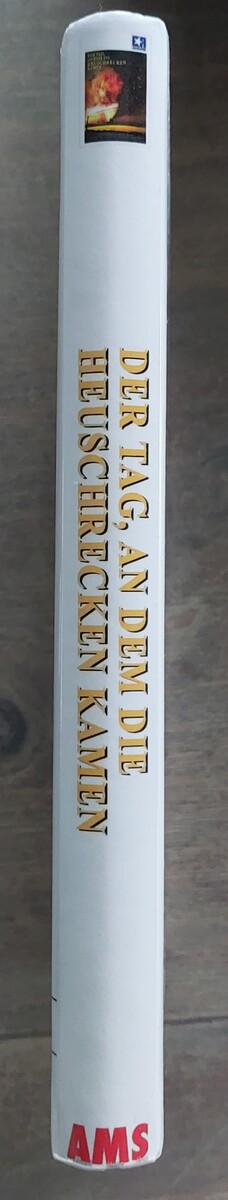 DER TAG, AN DEM DIE
HEUSCHRECKEN KAMEN
AMS